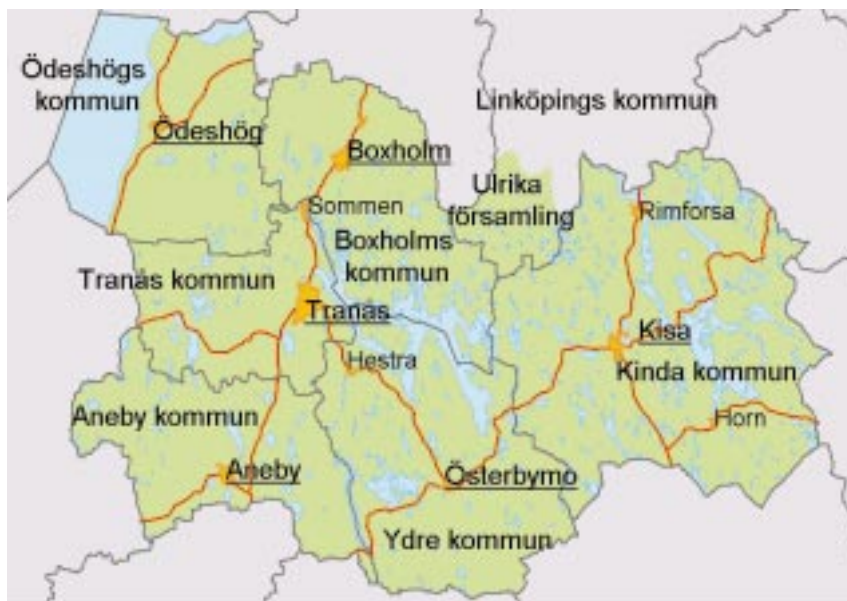 Ödeshögs
kommun
Linköpings kommun
Ödeshög
Boxholm
Ulrika
församling
Sommen
Rimforsa
Boxholms
kommun
Tranås kommun
Tranås
Kisa
Hestra
Kinda kommun
Aneby kommun
Horn
Aneby
Österbymo
Ydre kommun